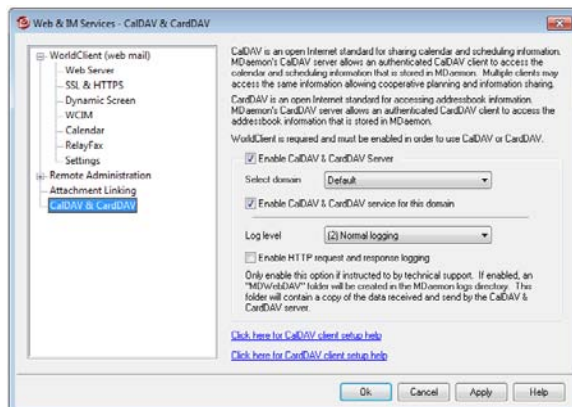 Web & IM Services - CalDAV & CardDAV
WorldClient (web mail)
Web Server
SSL & HTTPS
Dynamic Screen
WCIM
Calendar
RelayFax
Settings
Remote Administration
Attachment Linking
CalDAV & CardDAV
CalDAV is an open Internet standard for sharing calendar and scheduling information.
MDaemon's CalDAV server allows an authenticated CalDAV client to access the
calendar and scheduling information that is stored in MDaemon. Multiple clients may
access the same information allowing cooperative planning and information sharing.
CardDAV is an open Internet standard for accessing addressbook information.
MDaemon's CardDAV server allows an authenticated CardDAV client to access the
addressbook information that is stored in MDaemon.
WorldClient is required and must be enabled in order to use CalDAV or CardDAV.
Enable CalDAV & CardDAV Server
Select domain Default
Enable CalDAV & CardDAV service for this domain
Log level (2) Normal logging
Enable HTTP request and response logging
Only enable this option if instructed to by technical support. If enabled, an
"MDWebDAV" folder will be created in the MDaemon logs directory. This
folder will contain a copy of the data received and send by the CalDAV &
CardDAV server.
Click here for CalDAV client setup help
Click here for CardDAV client setup help
Ok Cancel Apply Help